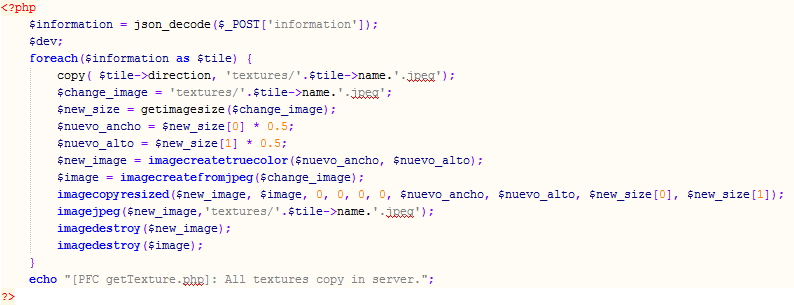 <?php
$information = json_decode($_POST['information']);
$dev;
foreach($information as $tile) {
copy( $tile->direction, 'textures/'.$tile->name.'.jpeg');
$change_image = 'textures/'.$tile->name.'.jpeg';
$new_size = getimagesize($change_image);
$nuevo_ancho = $new_size[0] * 0.5;
$nuevo_alto = $new_size[1] * 0.5;
$new_image = imagecreatetruecolor($nuevo_ancho, $nuevo_alto);
$image = imagecreatefromjpeg($change_image);
imagecopyresized($new_image, $image, 0, 0, 0, 0, $nuevo_ancho, $nuevo_alto, $new_size[0], $new_size[1]);
imagejpeg($new_image,'textures/'.$tile->name.'.jpeg');
imagedestroy($new_image);
imagedestroy($image);
}
echo "[PFC getTexture.php]: All textures copy in server.";
?>